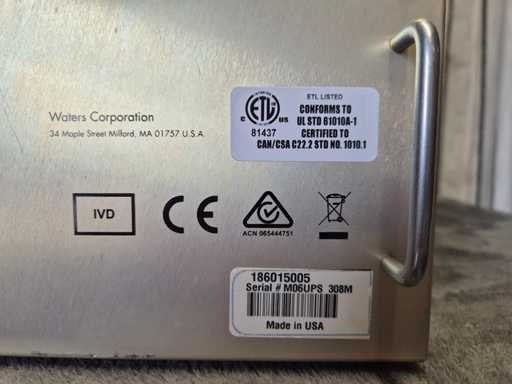 Waters Corporation
34 Maple Street Milford, MA 01757 U.S.A.
ETL LISTED
CONFORMS TO
UL STD 61010A-1
CERTIFIED TO
CAN/CSA C22.2 STD NO. 1010.1
ETL
C US
81437
IVD
CE
ACN 065444751
186015005
Serial # M06UPS 308M
Made in USA